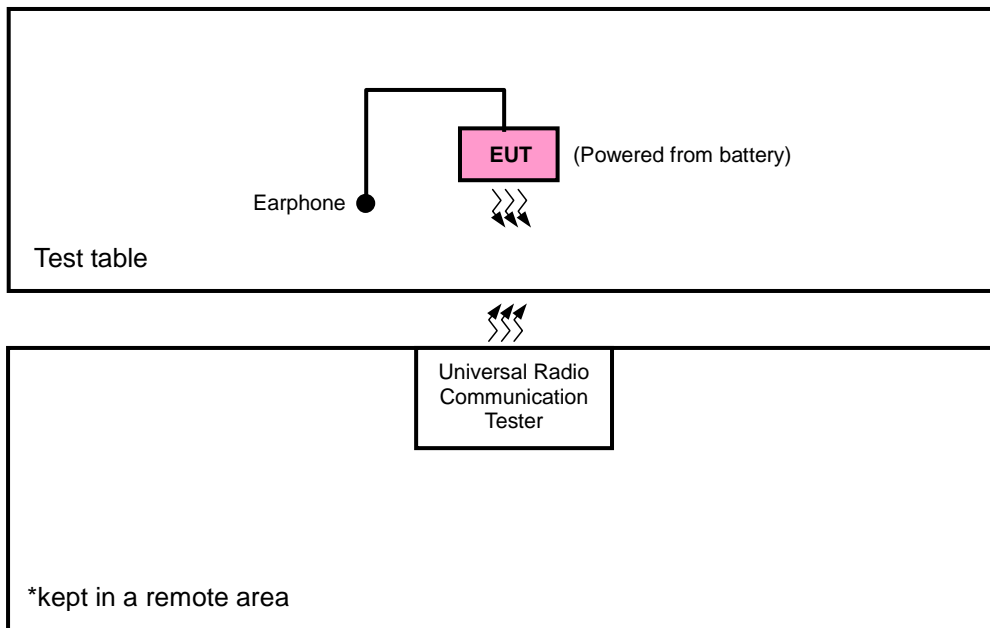 EUT
(Powered from battery)
Earphone
Test table
Universal Radio
Communication
Tester
*kept in a remote area